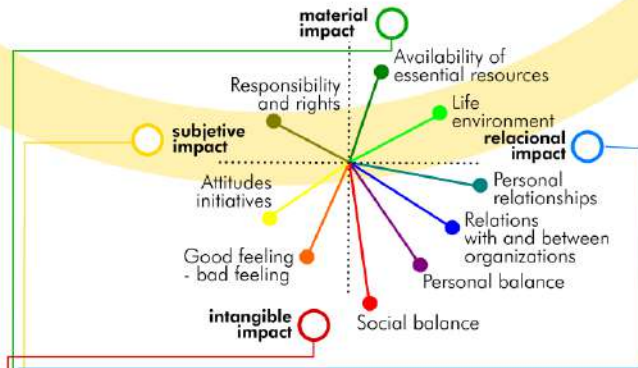 material
impact
Availability of
essential resources
Responsibility
and rights
Life
environment
subjetive
impact
relacional
impact
Attitudes
initiatives
Personal
relationships
Relations
with and between
organizations
Good feeling
- bad feeling
Personal balance
intangible
impact
Social balance